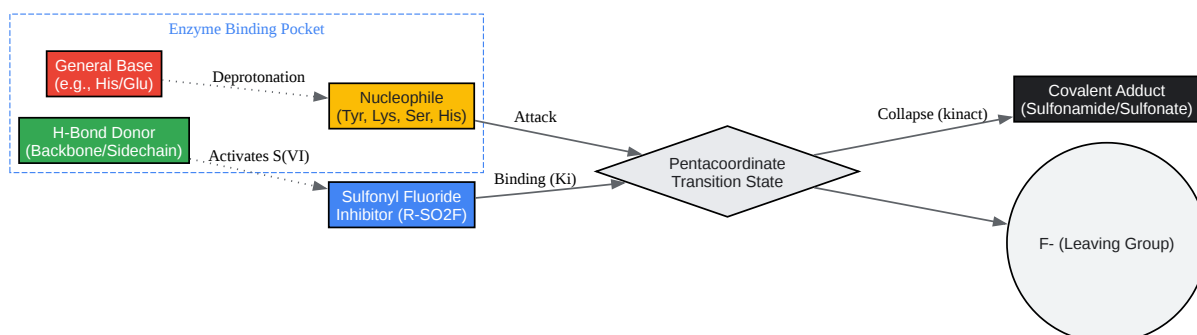 Enzyme Binding Pocket
General Base
(e.g., His/Glu)
Deprotonation
Nucleophile
(Tyr, Lys, Ser, His)
H-Bond Donor
(Backbone/Sidechain)
Activates S(VI)
Sulfonyl Fluoride
Inhibitor (R-SO2F)
Attack
Binding (Ki)
Pentacoordinate
Transition State
Collapse (kinact)
Covalent Adduct
(Sulfonamide/Sulfonate)
F- (Leaving Group)